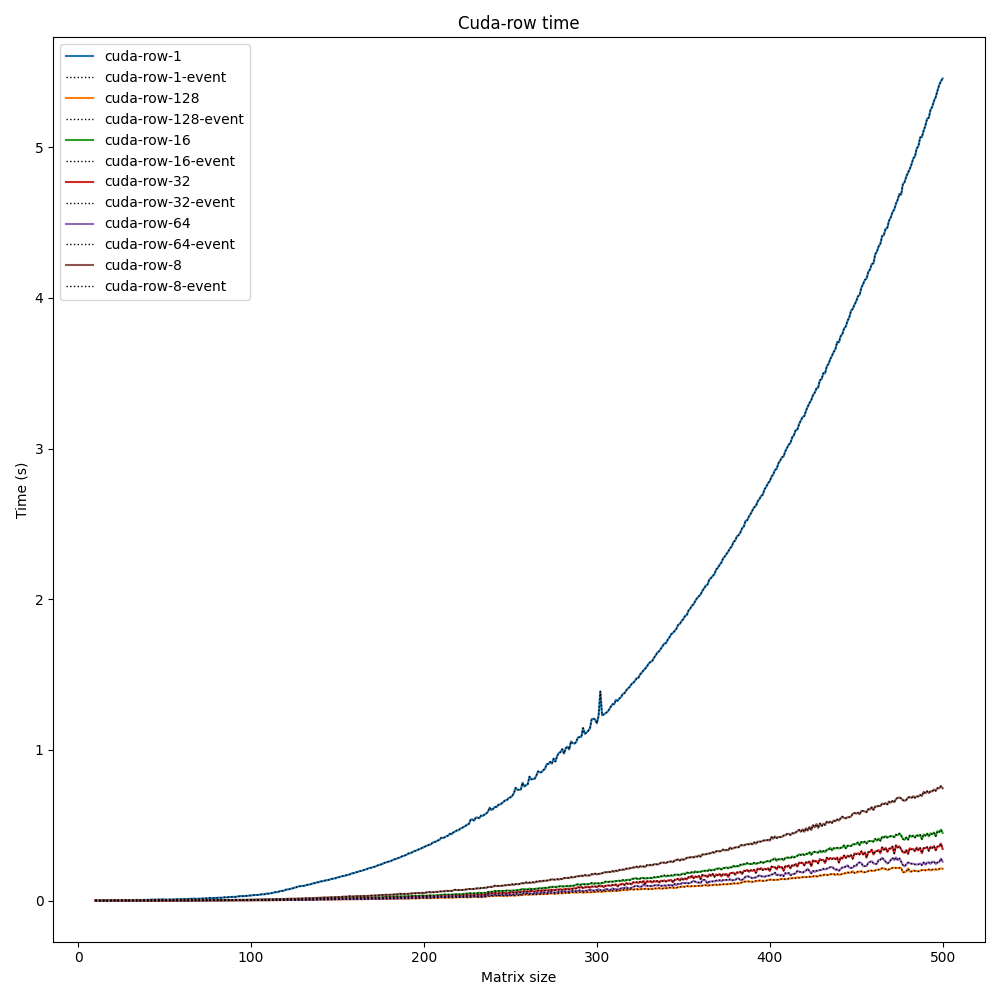 Cuda-row time
cuda-row-1
cuda-row-1-event
cuda-row-128
cuda-row-128-event
cuda-row-16
cuda-row-16-event
cuda-row-32
cuda-row-32-event
cuda-row-64
cuda-row-64-event
cuda-row-8
cuda-row-8-event
5
4
3
2
1
0
Time (s)
0 100 200 300 400 500
Matrix size